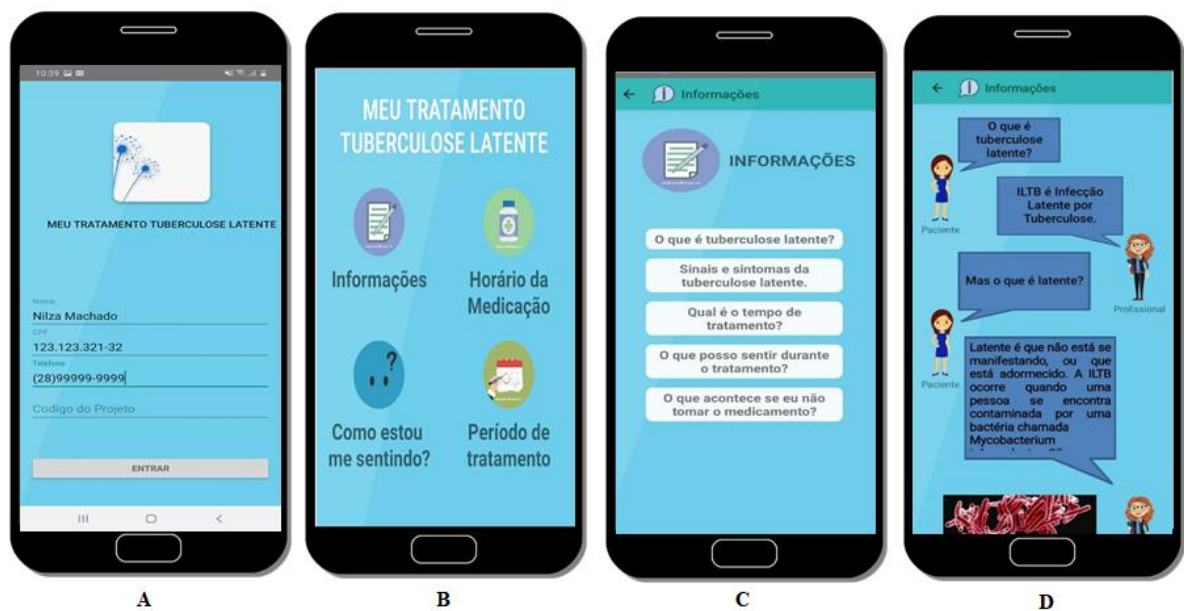 10:39
MEU TRATAMENTO TUBERCULOSE LATENTE
Nome
Nilza Machado
CPF
123.123.321-32
Telefone
(28)99999-9999
Codigo do Projeto
ENTRAR
A
MEU TRATAMENTO
TUBERCULOSE LATENTE
Informações
Horário da
Medicação
Como estou
me sentindo?
Período de
tratamento
B
Informações
INFORMAÇÕES
O que é tuberculose latente?
Sinais e sintomas da
tuberculose latente.
Qual é o tempo de
tratamento?
O que posso sentir durante
o tratamento?
O que acontece se eu não
tomar o medicamento?
C
Informações
O que é
tuberculose
latente?
Paciente
ILTB é Infecção
Latente por
Tuberculose.
Profissional
Mas o que é latente?
Paciente
Latente é que não está se
manifestando, ou que
está adormecido. A ILTB
ocorre quando uma
pessoa se encontra
contaminada por uma
bactéria chamada
Mycobacterium
D